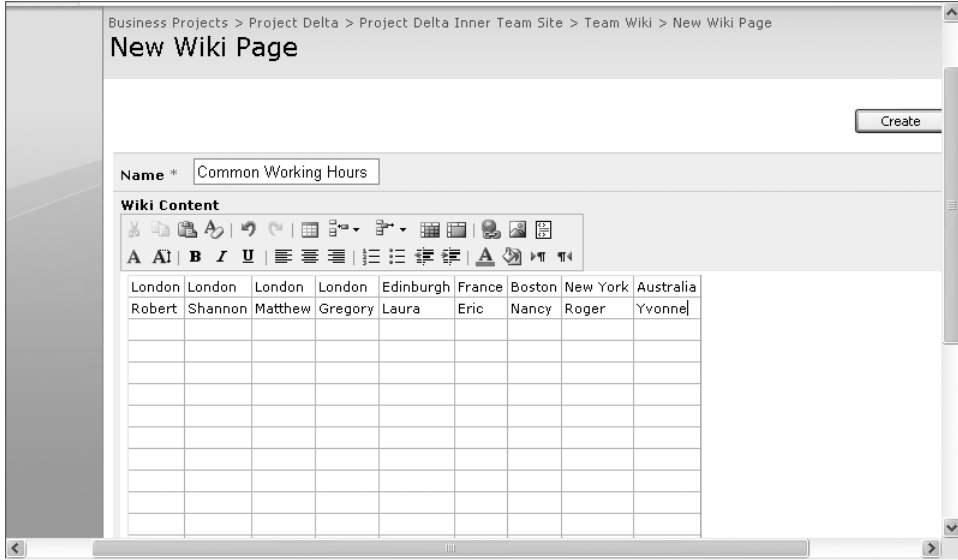 Business Projects > Project Delta > Project Delta Inner Team Site > Team Wiki > New Wiki Page
New Wiki Page
Create
Name * Common Working Hours
Wiki Content
A A B I U A
London London London London Edinburgh France Boston New York Australia
Robert Shannon Matthew Gregory Laura Eric Nancy Roger Yvonne